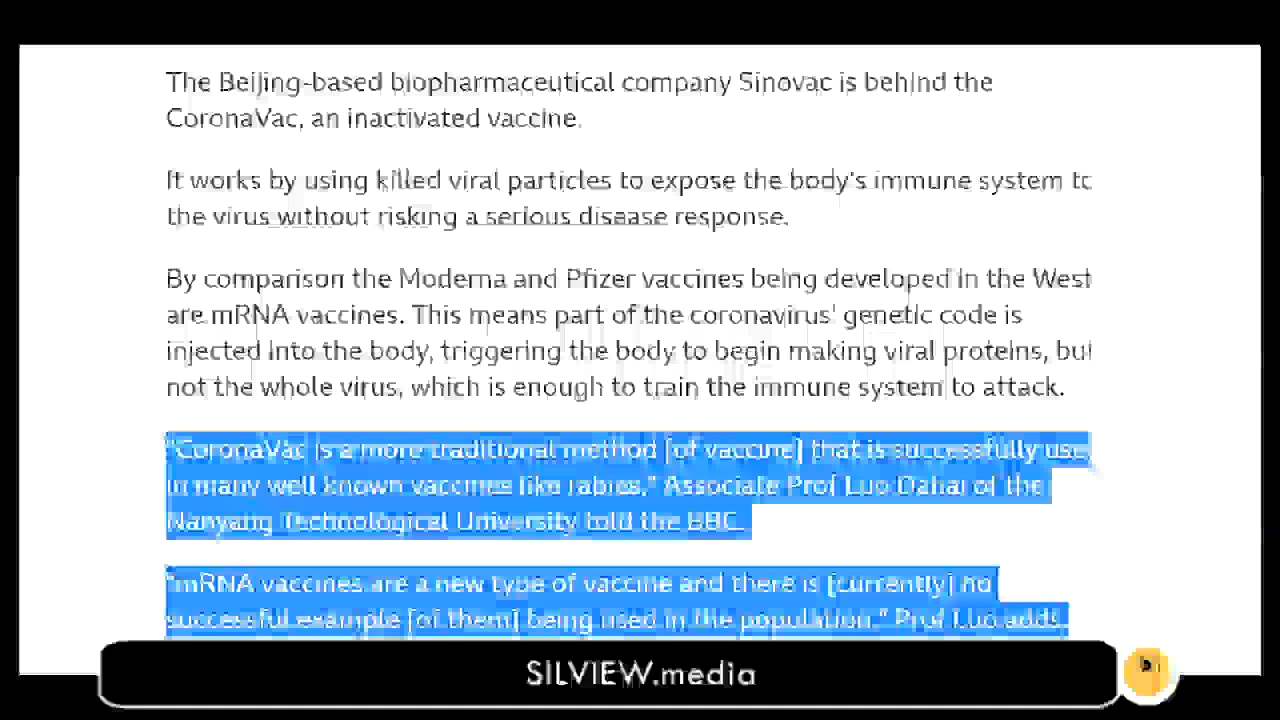 The Beijing-based biopharmaceutical company Sinovac is behind the
CoronaVac, an inactivated vaccine.
It works by using killed viral particles to expose the body's immune system to
the virus without risking a serious disease response.
By comparison the Moderna and Pfizer vaccines being developed in the West
are mRNA vaccines. This means part of the coronavirus' genetic code is
injected into the body, triggering the body to begin making viral proteins, but
not the whole virus, which is enough to train the immune system to attack.
"CoronaVac is a more traditional method [of vaccine] that is successfully used
in many well known vaccines like rabies," Associate Prof Luo Dahai of the
Nanyang Technological University told the BBC.
"mRNA vaccines are a new type of vaccine and there is [currently] no
successful example [of them] being used in the population," Prof Luo adds.
SILVIEW.media